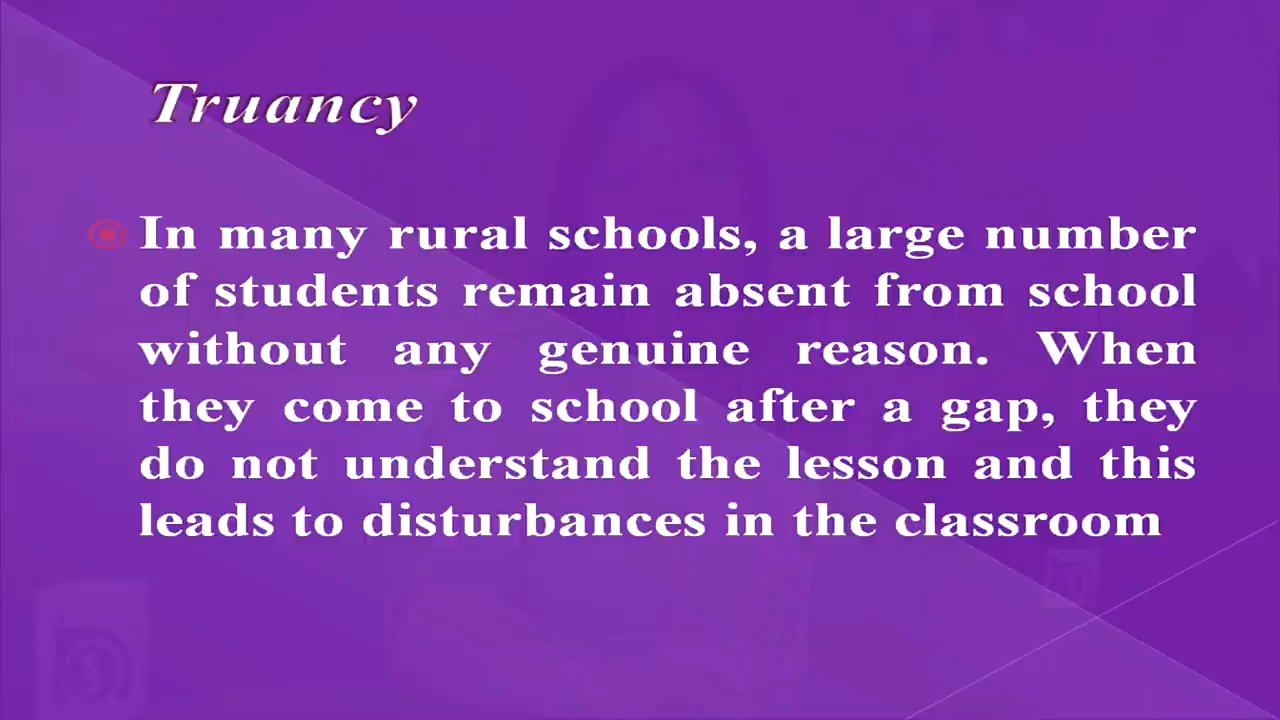 Truancy
In many rural schools, a large number
of students remain absent from school
without any genuine reason. When
they come to school after a gap, they
do not understand the lesson and this
leads to disturbances in the classroom